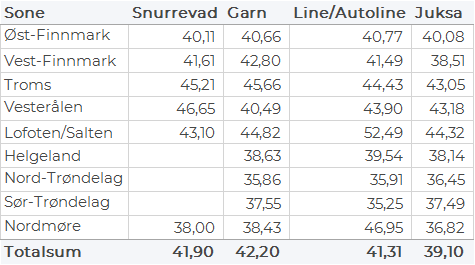 Sone Snurrevad Garn Line/Autoline Juksa
Øst-Finnmark 40,11 40,66 40,77 40,08
Vest-Finnmark 41,61 42,80 41,49 38,51
Troms 45,21 45,66 44,43 43,05
Vesterålen 46,65 40,49 43,90 43,18
Lofoten/Salten 43,10 44,82 52,49 44,32
Helgeland 38,63 39,54 38,14
Nord-Trøndelag 35,86 35,91 36,45
Sør-Trøndelag 37,55 35,25 37,49
Nordmøre 38,00 38,43 46,95 36,82
Totalsum 41,90 42,20 41,31 39,10